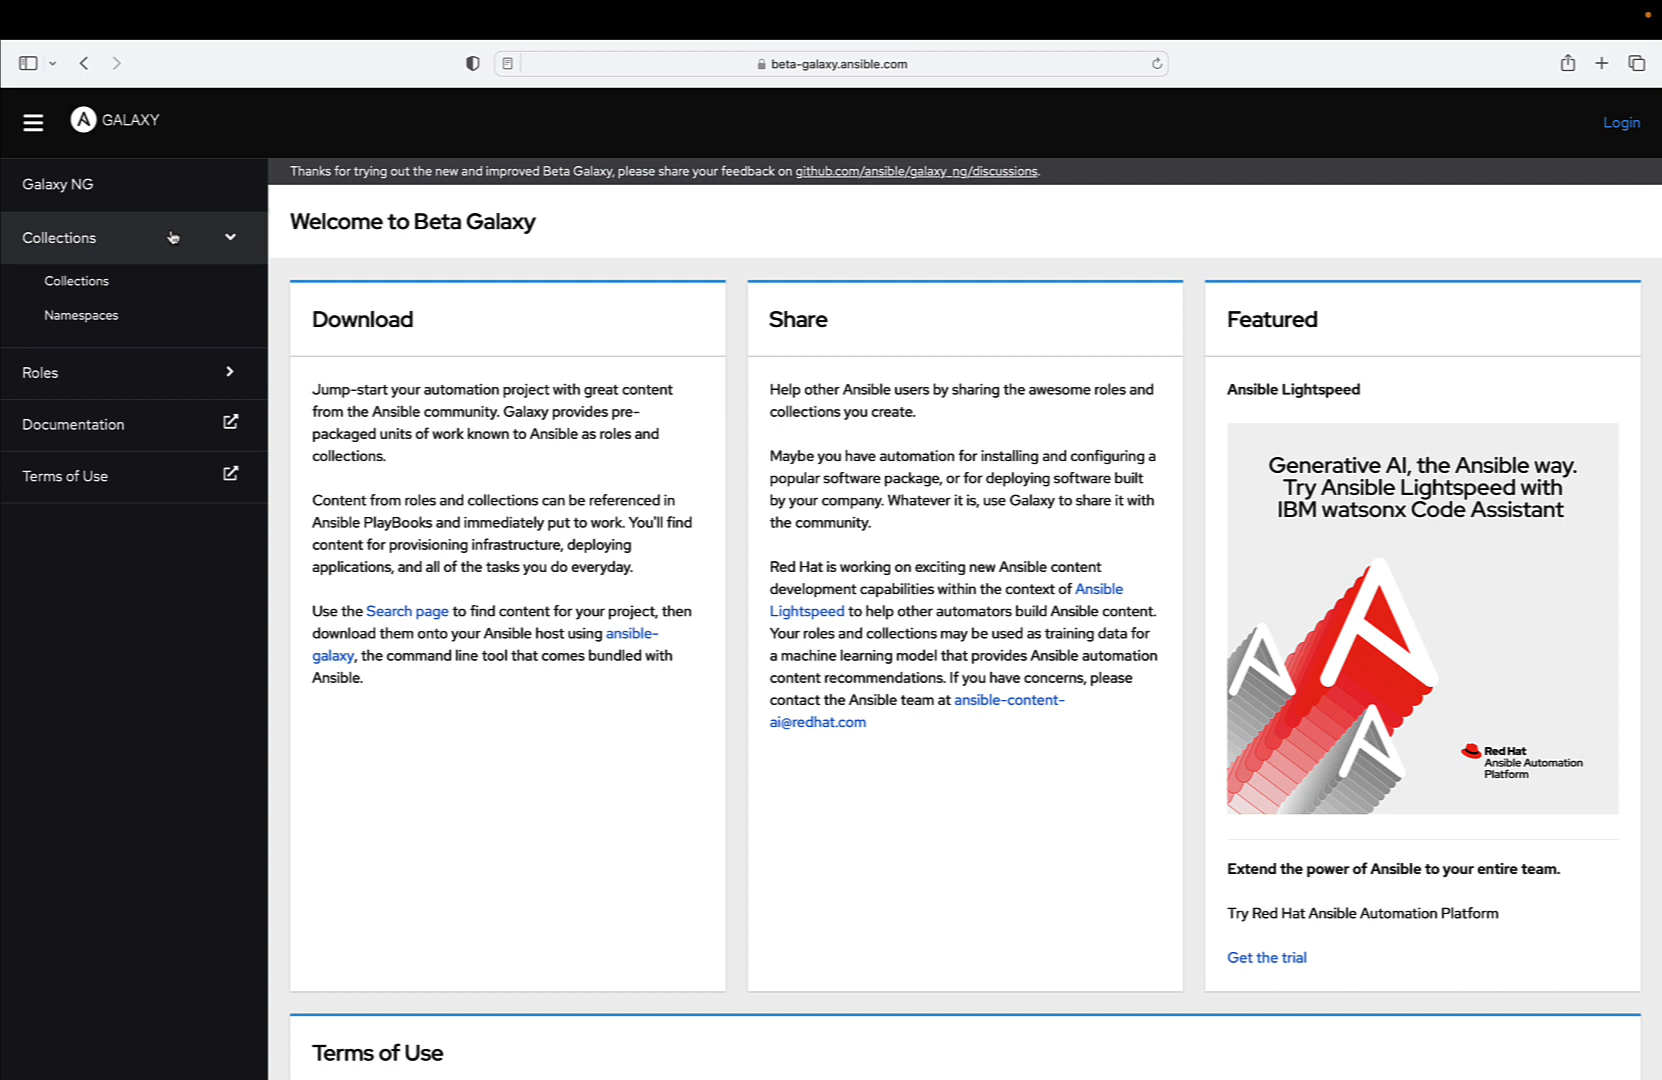 beta-galaxy.ansible.com
GALAXY
Login
Galaxy NG
Collections
Collections
Namespaces
Roles
Documentation
Terms of Use
Thanks for trying out the new and improved Beta Galaxy, please share your feedback on github.com/ansible/galaxy_ng/discussions.
Welcome to Beta Galaxy
Download
Jump-start your automation project with great content
from the Ansible community. Galaxy provides pre-
packaged units of work known to Ansible as roles and
collections.
Content from roles and collections can be referenced in
Ansible PlayBooks and immediately put to work. You'll find
content for provisioning infrastructure, deploying
applications, and all of the tasks you do everyday.
Use the Search page to find content for your project, then
download them onto your Ansible host using ansible-
galaxy, the command line tool that comes bundled with
Ansible.
Share
Help other Ansible users by sharing the awesome roles and
collections you create.
Maybe you have automation for installing and configuring a
popular software package, or for deploying software built
by your company. Whatever it is, use Galaxy to share it with
the community.
Red Hat is working on exciting new Ansible content
development capabilities within the context of Ansible
Lightspeed to help other automators build Ansible content.
Your roles and collections may be used as training data for
a machine learning model that provides Ansible automation
content recommendations. If you have concerns, please
contact the Ansible team at ansible-content-
ai@redhat.com
Featured
Ansible Lightspeed
Generative AI, the Ansible way.
Try Ansible Lightspeed with
IBM watsonx Code Assistant
Red Hat
Ansible Automation
Platform
Extend the power of Ansible to your entire team.
Try Red Hat Ansible Automation Platform
Get the trial
Terms of Use